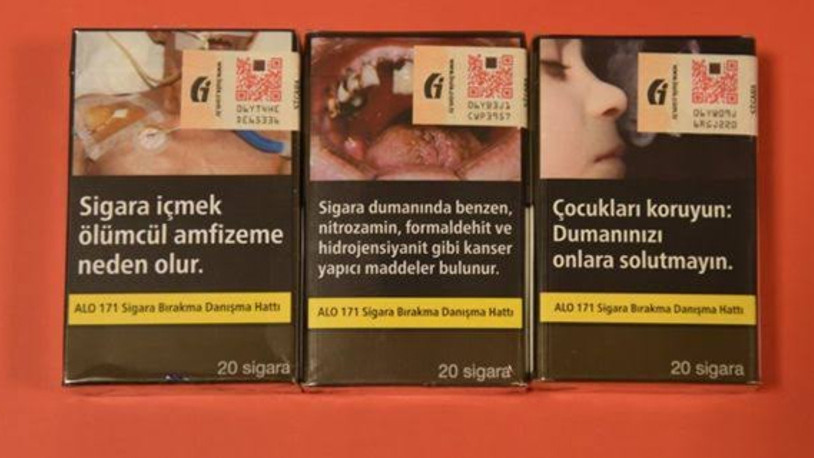 Sigara içmek
ölümcül amfizeme
neden olur.
ALO 171 Sigara Bırakma Danışma Hattı
20 sigara
Sigara dumanında benzen,
nitrozamin, formaldehit ve
hidrojensiyanit gibi kanser
yapıcı maddeler bulunur.
ALO 171 Sigara Bırakma Danışma Hattı
20 sigara
Çocukları koruyun:
Dumanınızı
onlara solutmayın.
ALO 171 Sigara Bırakma Danışma Hattı
20 sigara